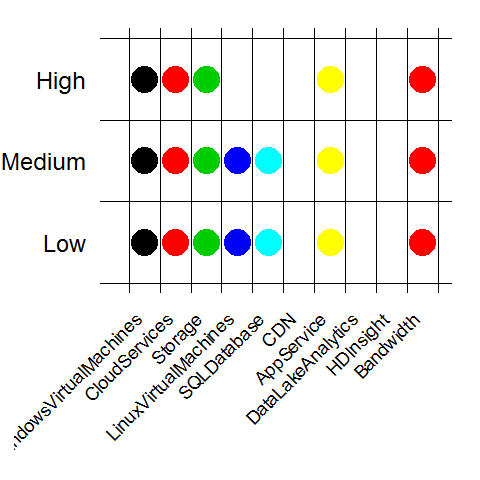 High
Medium
Low
ndowsVirtualMachines
CloudServices
Storage
LinuxVirtualMachines
SQLDatabase
CDN
AppService
DataLakeAnalytics
HDInsight
Bandwidth